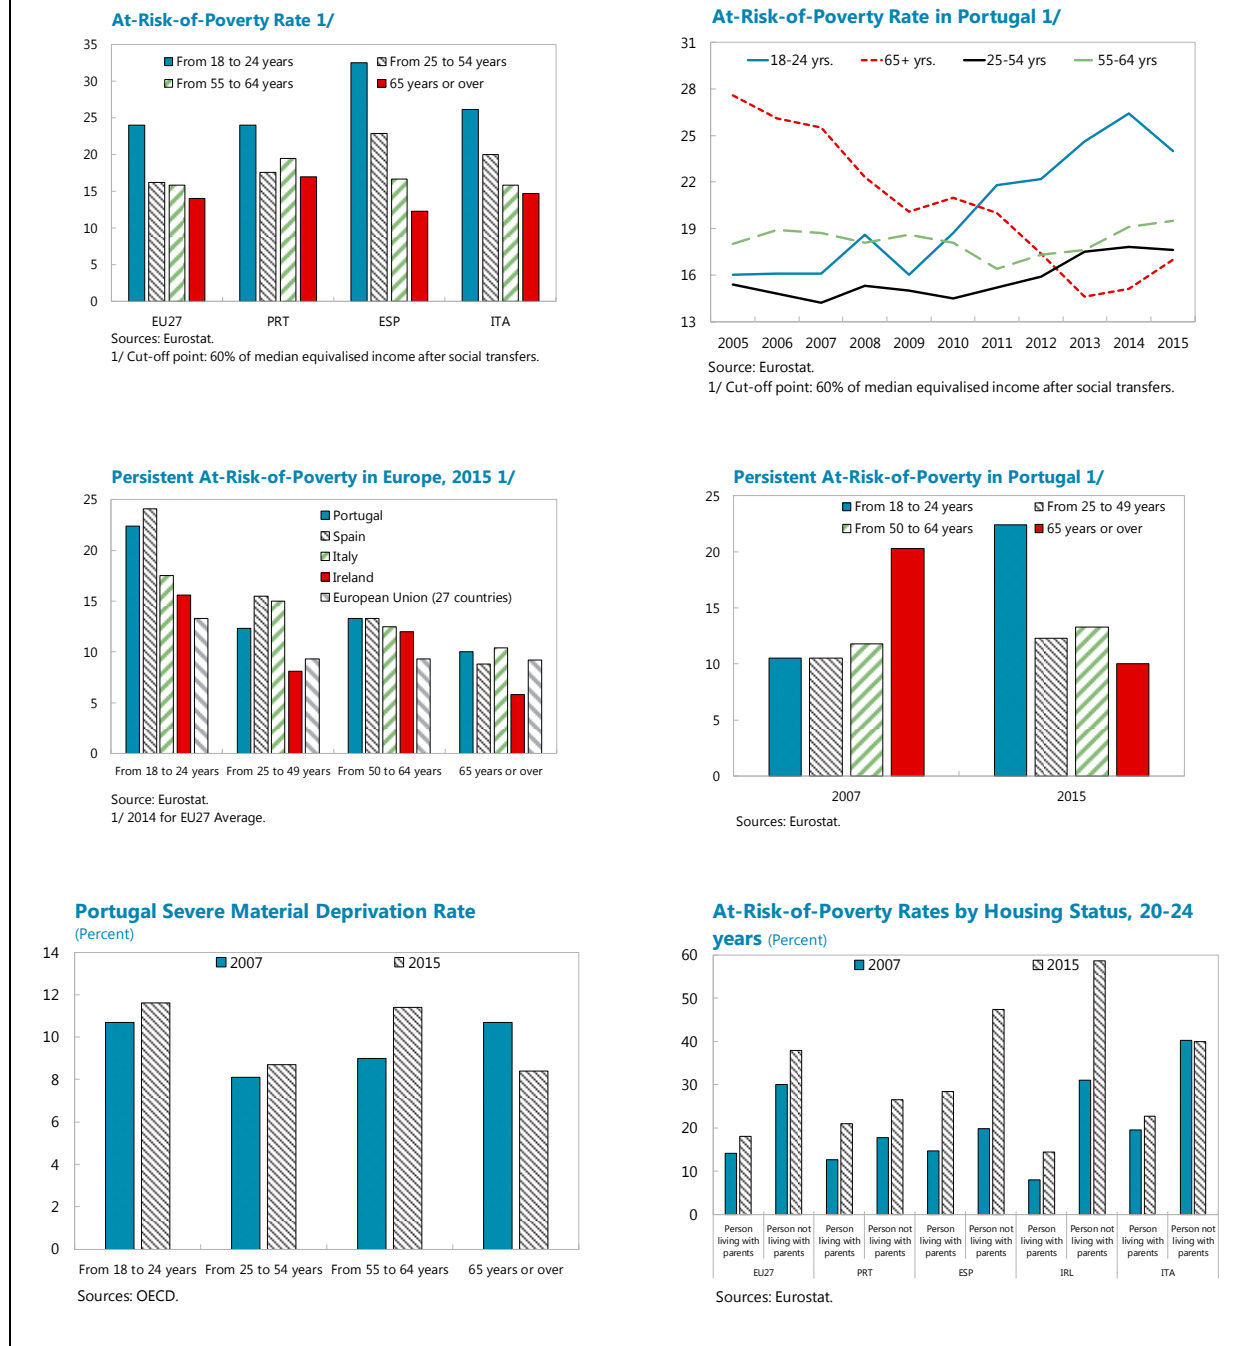 At-Risk-of-Poverty Rate 1/
35
30
25
20
15
10
5
0
From 18 to 24 years
From 25 to 54 years
From 55 to 64 years
65 years or over
EU27 PRT ESP ITA
Sources: Eurostat.
1/ Cut-off point: 60% of median equivalised income after social transfers.
At-Risk-of-Poverty Rate in Portugal 1/
31
28
25
22
19
16
13
18-24 yrs. 65+ yrs. 25-54 yrs 55-64 yrs
2005 2006 2007 2008 2009 2010 2011 2012 2013 2014 2015
Source: Eurostat.
1/ Cut-off point: 60% of median equivalised income after social transfers.
Persistent At-Risk-of-Poverty in Europe, 2015 1/
25
20
15
10
5
0
Portugal
Spain
Italy
Ireland
European Union (27 countries)
From 18 to 24 years From 25 to 49 years From 50 to 64 years 65 years or over
Source: Eurostat.
1/ 2014 for EU27 Average.
Persistent At-Risk-of-Poverty in Portugal 1/
25
20
15
10
5
0
From 18 to 24 years
From 25 to 49 years
From 50 to 64 years
65 years or over
2007 2015
Sources: Eurostat.
Portugal Severe Material Deprivation Rate
(Percent)
14
12
10
8
6
4
2
0
2007 2015
From 18 to 24 years From 25 to 54 years From 55 to 64 years 65 years or over
Sources: OECD.
At-Risk-of-Poverty Rates by Housing Status, 20-24
years (Percent)
60
50
40
30
20
10
0
2007 2015
Person Person not Person Person not Person Person not Person Person not Person Person not
living with living with living with living with living with living with living with living with living with living with
parents parents parents parents parents parents parents parents parents parents
EU27 PRT ESP IRL ITA
Sources: Eurostat.